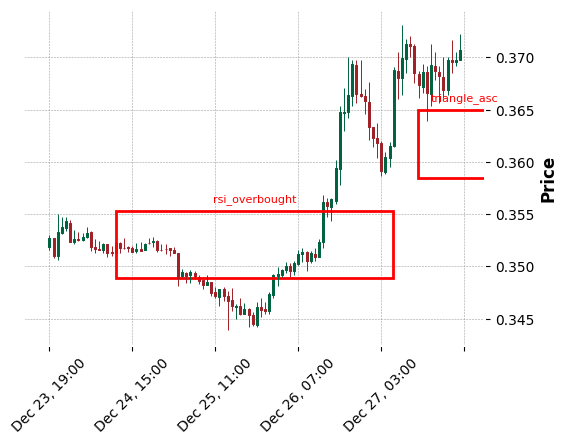 0.370
triangle_asc
0.365
0.360
Price
rsi_overbought
0.355
0.350
0.345
Dec 23, 19:00
Dec 24, 15:00
Dec 25, 11:00
Dec 26, 07:00
Dec 27, 03:00